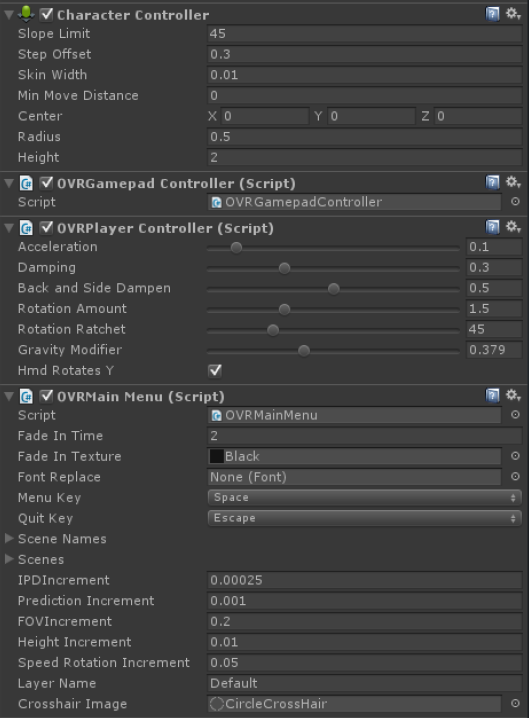 Character Controller
Slope Limit 45
Step Offset 0.3
Skin Width 0.01
Min Move Distance 0
Center X 0 Y 0 Z 0
Radius 0.5
Height 2
OVRGamepad Controller (Script)
Script OVRGamepadController
OVRPlayer Controller (Script)
Acceleration 0.1
Damping 0.3
Back and Side Dampen 0.5
Rotation Amount 1.5
Rotation Ratchet 45
Gravity Modifier 0.379
Hmd Rotates Y
OVRMain Menu (Script)
Script OVRMainMenu
Fade In Time 2
Fade In Texture Black
Font Replace None (Font)
Menu Key Space
Quit Key Escape
Scene Names
Scenes
IPDIncrement 0.00025
Prediction Increment 0.001
FOVIncrement 0.2
Height Increment 0.01
Speed Rotation Increment 0.05
Layer Name Default
Crosshair Image CircleCrossHair